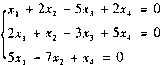 x₁ + 2x₂ - 5x₃ + 2x₄ = 0
2x₁ + x₂ - 3x₃ + 5x₄ = 0
5x₁ - 7x₂ + x₄ = 0